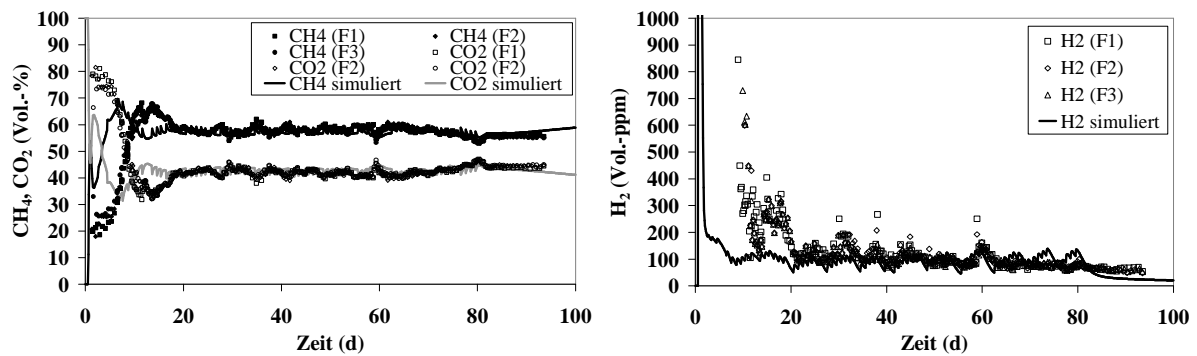 CH4, CO2 (Vol.-%)
100
90
80
70
60
50
40
30
20
10
0
CH4 (F1) CH4 (F2)
CH4 (F3) CO2 (F1)
CO2 (F2) CO2 (F2)
CH4 simuliert CO2 simuliert
0 20 40 60 80 100
Zeit (d)
H2 (Vol.-ppm)
1000
900
800
700
600
500
400
300
200
100
0
H2 (F1)
H2 (F2)
H2 (F3)
H2 simuliert
0 20 40 60 80 100
Zeit (d)